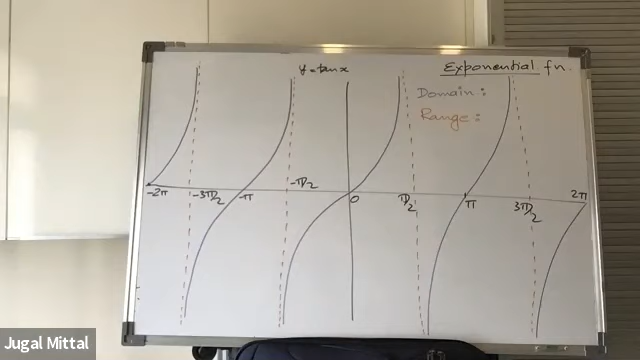 y = tan x
Exponential fn.
Domain :
Range :
-2π
-3π/2
-π
-π/2
0
π/2
π
3π/2
2π
Jugal Mittal